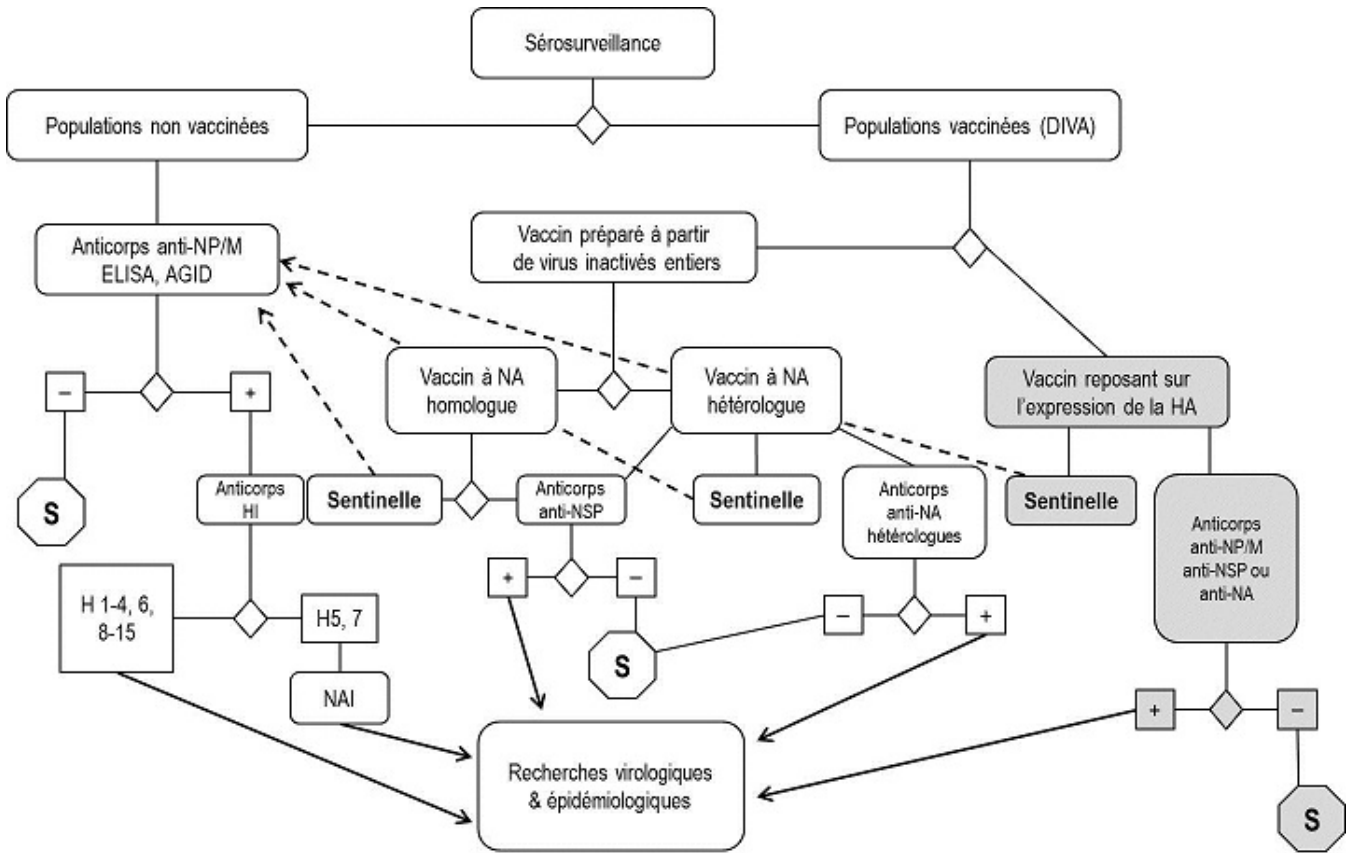 Sérosurveillance
Populations non vaccinées
Populations vaccinées (DIVA)
Anticorps anti-NP/M
ELISA, AGID
Vaccin préparé à partir
de virus inactivés entiers
Vaccin à NA
homologue
Vaccin à NA
hétérologue
Vaccin reposant sur
l'expression de la HA
–
+
S
Anticorps
HI
Sentinelle
Anticorps
anti-NSP
Sentinelle
Anticorps
anti-NA
hétérologues
Sentinelle
Anticorps
anti-NP/M
anti-NSP ou
anti-NA
H 1-4, 6,
8-15
H5, 7
NAI
+
–
S
–
+
+
–
S
Recherches virologiques
& épidémiologiques